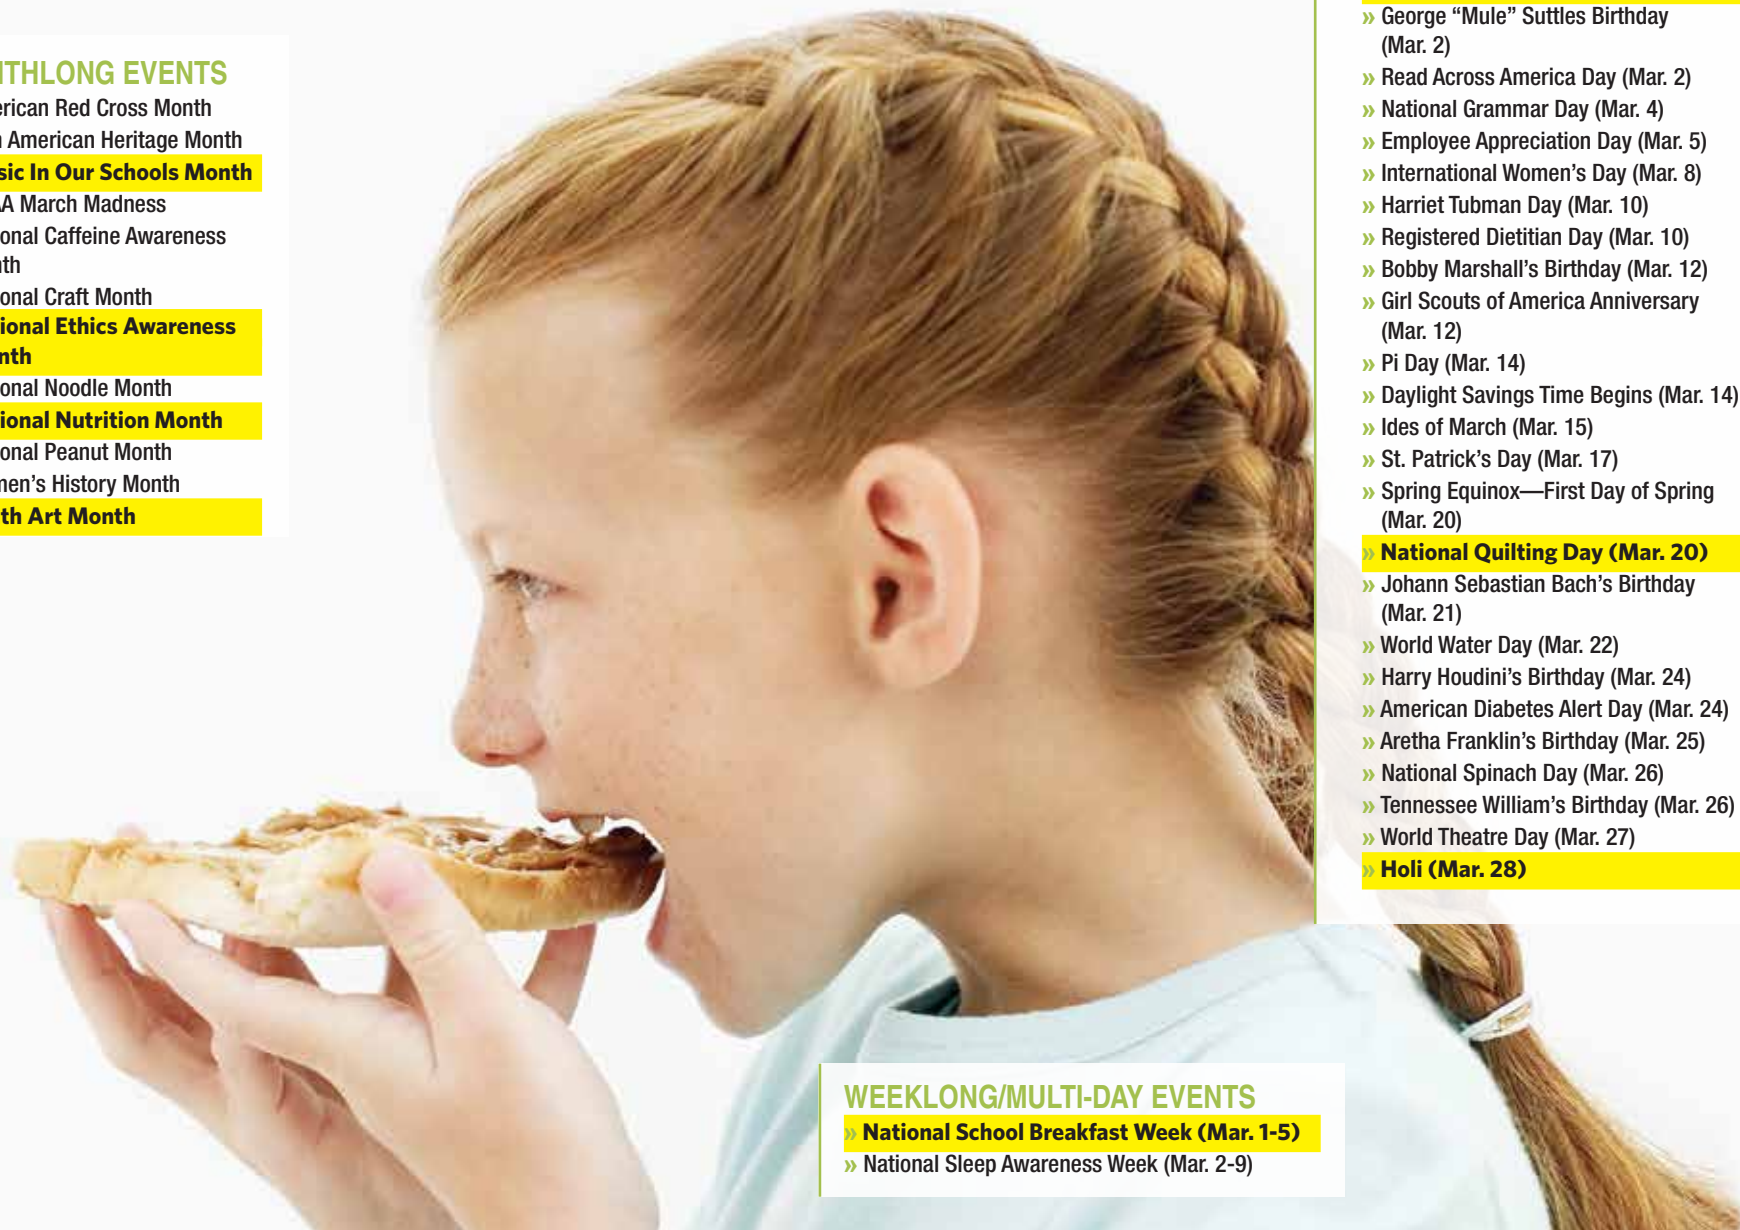 ITHLONG EVENTS
erican Red Cross Month
American Heritage Month
sic In Our Schools Month
A March Madness
onal Caffeine Awareness
nth
onal Craft Month
ional Ethics Awareness
nth
onal Noodle Month
ional Nutrition Month
onal Peanut Month
men's History Month
th Art Month
» George “Mule” Suttles Birthday
(Mar. 2)
» Read Across America Day (Mar. 2)
» National Grammar Day (Mar. 4)
» Employee Appreciation Day (Mar. 5)
» International Women’s Day (Mar. 8)
» Harriet Tubman Day (Mar. 10)
» Registered Dietitian Day (Mar. 10)
» Bobby Marshall’s Birthday (Mar. 12)
» Girl Scouts of America Anniversary
(Mar. 12)
» Pi Day (Mar. 14)
» Daylight Savings Time Begins (Mar. 14)
» Ides of March (Mar. 15)
» St. Patrick’s Day (Mar. 17)
» Spring Equinox—First Day of Spring
(Mar. 20)
» National Quilting Day (Mar. 20)
» Johann Sebastian Bach’s Birthday
(Mar. 21)
» World Water Day (Mar. 22)
» Harry Houdini’s Birthday (Mar. 24)
» American Diabetes Alert Day (Mar. 24)
» Aretha Franklin’s Birthday (Mar. 25)
» National Spinach Day (Mar. 26)
» Tennessee William’s Birthday (Mar. 26)
» World Theatre Day (Mar. 27)
» Holi (Mar. 28)
WEEKLONG/MULTI-DAY EVENTS
» National School Breakfast Week (Mar. 1-5)
» National Sleep Awareness Week (Mar. 2-9)